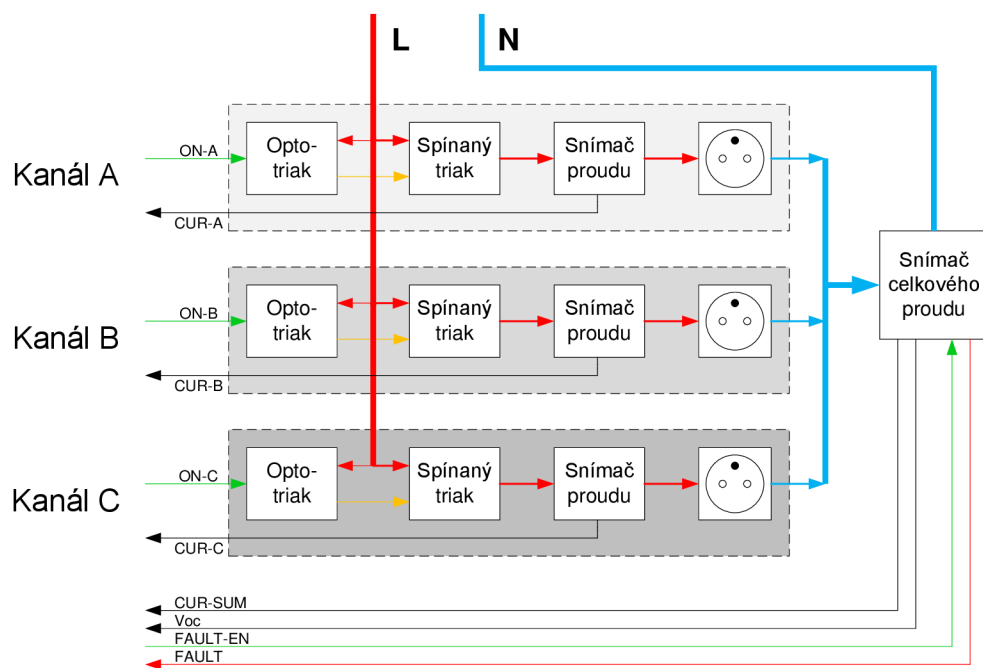 L
N
Kanál A
ON-A
Opto-
triak
Spínaný
triak
Snímač
proudu
CUR-A
Snímač
celkového
proudu
Kanál B
ON-B
Opto-
triak
Spínaný
triak
Snímač
proudu
CUR-B
Kanál C
ON-C
Opto-
triak
Spínaný
triak
Snímač
proudu
CUR-C
CUR-SUM
Voc
FAULT-EN
FAULT